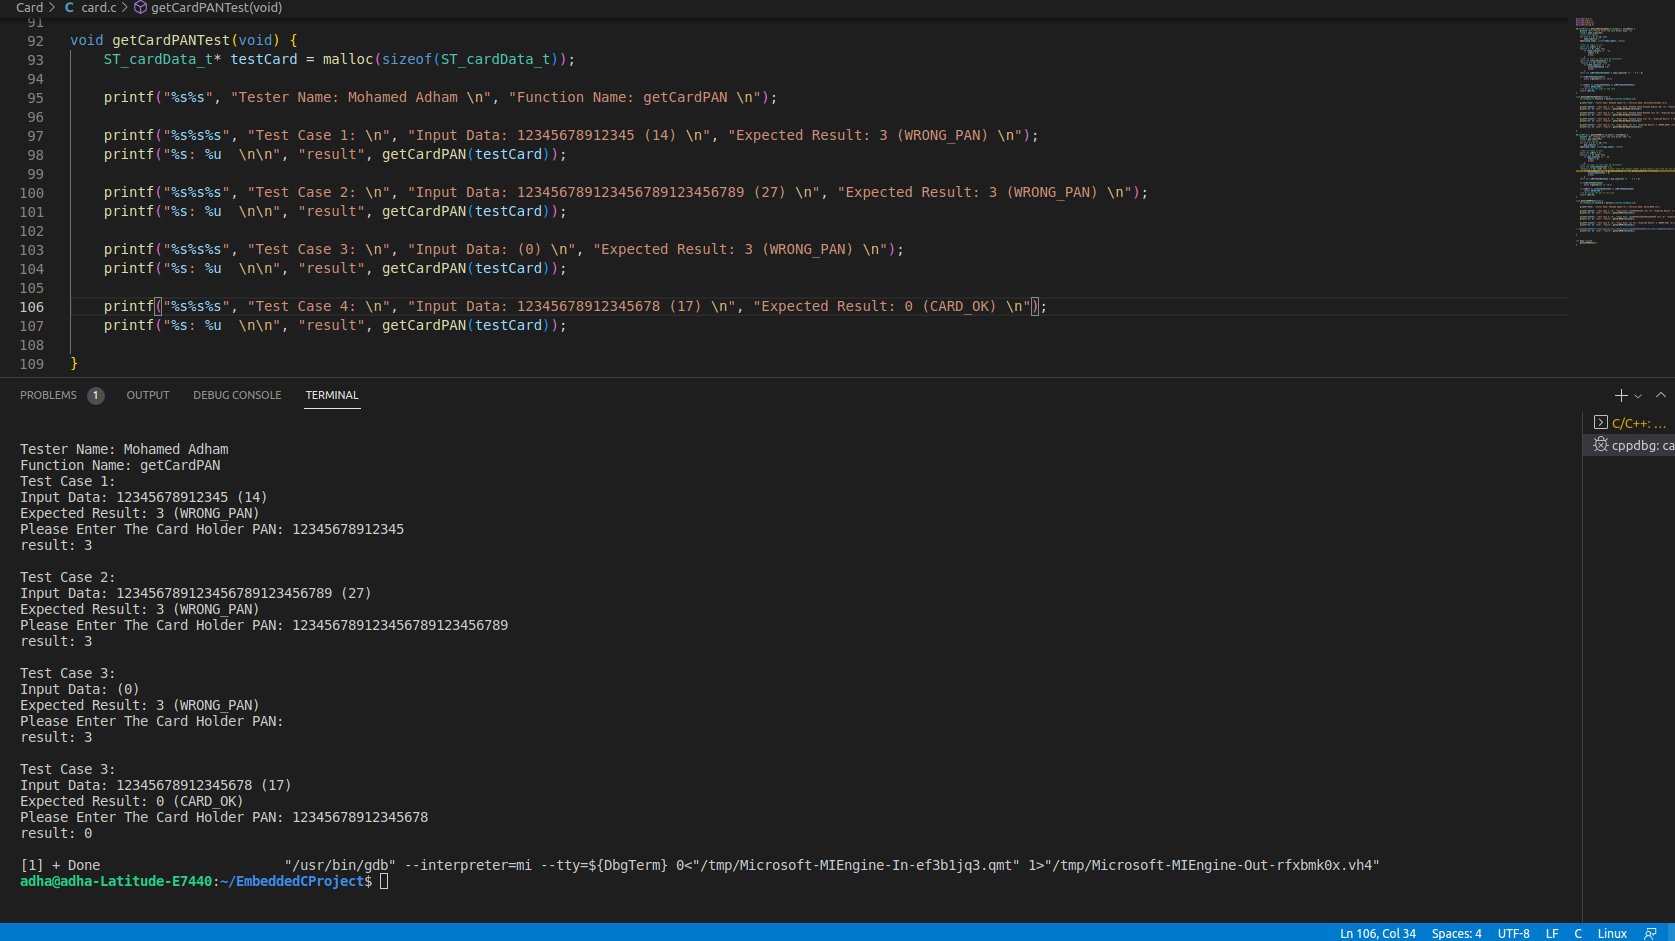 Card > C card.c > getCardPANTest(void)
91
92 void getCardPANTest(void) {
93     ST_cardData_t* testCard = malloc(sizeof(ST_cardData_t));
94
95     printf("%s%s", "Tester Name: Mohamed Adham \n", "Function Name: getCardPAN \n");
96
97     printf("%s%s%s", "Test Case 1: \n", "Input Data: 12345678912345 (14) \n", "Expected Result: 3 (WRONG_PAN) \n");
98     printf("%s: %u  \n\n", "result", getCardPAN(testCard));
99
100     printf("%s%s%s", "Test Case 2: \n", "Input Data: 123456789123456789123456789 (27) \n", "Expected Result: 3 (WRONG_PAN) \n");
101     printf("%s: %u  \n\n", "result", getCardPAN(testCard));
102
103     printf("%s%s%s", "Test Case 3: \n", "Input Data: (0) \n", "Expected Result: 3 (WRONG_PAN) \n");
104     printf("%s: %u  \n\n", "result", getCardPAN(testCard));
105
106     printf("%s%s%s", "Test Case 4: \n", "Input Data: 12345678912345678 (17) \n", "Expected Result: 0 (CARD_OK) \n");
107     printf("%s: %u  \n\n", "result", getCardPAN(testCard));
108
109 }
PROBLEMS 1 OUTPUT DEBUG CONSOLE TERMINAL
C/C++: ...
cppdbg: ca
Tester Name: Mohamed Adham
Function Name: getCardPAN
Test Case 1:
Input Data: 12345678912345 (14)
Expected Result: 3 (WRONG_PAN)
Please Enter The Card Holder PAN: 12345678912345
result: 3
Test Case 2:
Input Data: 123456789123456789123456789 (27)
Expected Result: 3 (WRONG_PAN)
Please Enter The Card Holder PAN: 123456789123456789123456789
result: 3
Test Case 3:
Input Data: (0)
Expected Result: 3 (WRONG_PAN)
Please Enter The Card Holder PAN:
result: 3
Test Case 3:
Input Data: 12345678912345678 (17)
Expected Result: 0 (CARD_OK)
Please Enter The Card Holder PAN: 12345678912345678
result: 0
[1] + Done                       "/usr/bin/gdb" --interpreter=mi --tty=${DbgTerm} 0<"/tmp/Microsoft-MIEngine-In-ef3b1jq3.qmt" 1>"/tmp/Microsoft-MIEngine-Out-rfxbmk0x.vh4"
adha@adha-Latitude-E7440:~/EmbeddedCProject$
Ln 106, Col 34 Spaces: 4 UTF-8 LF C Linux